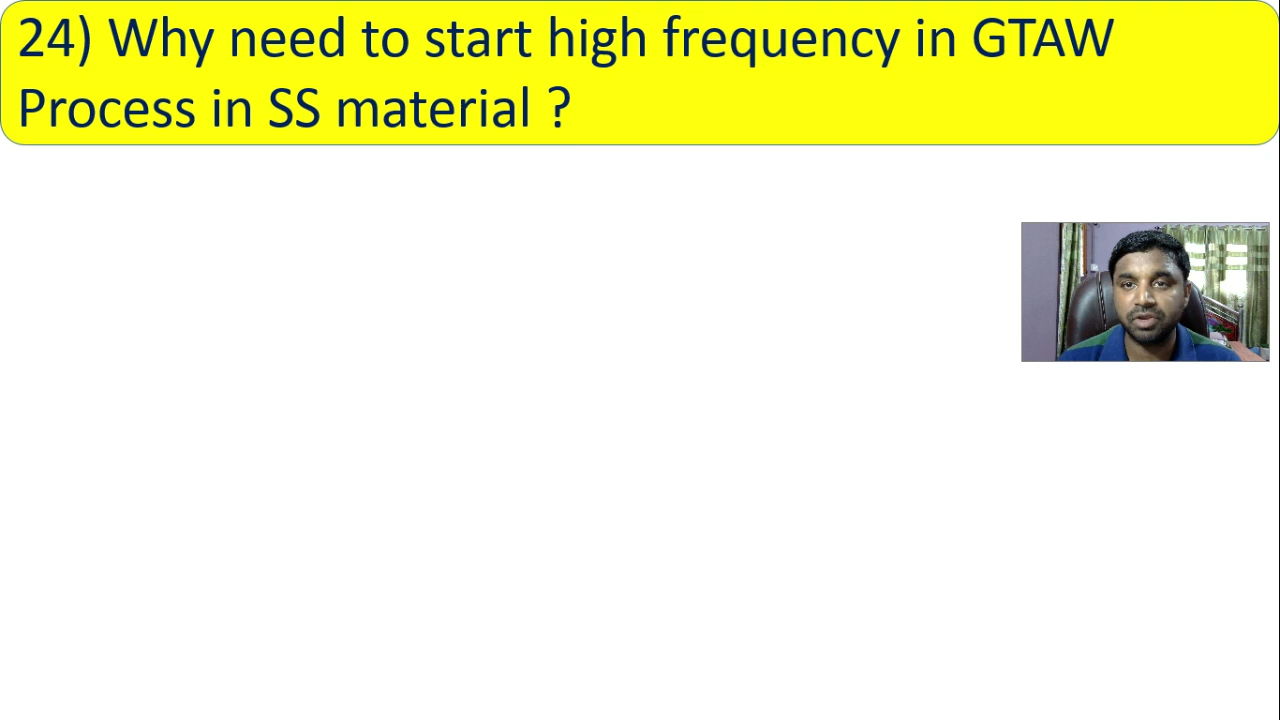 24) Why need to start high frequency in GTAW
Process in SS material ?